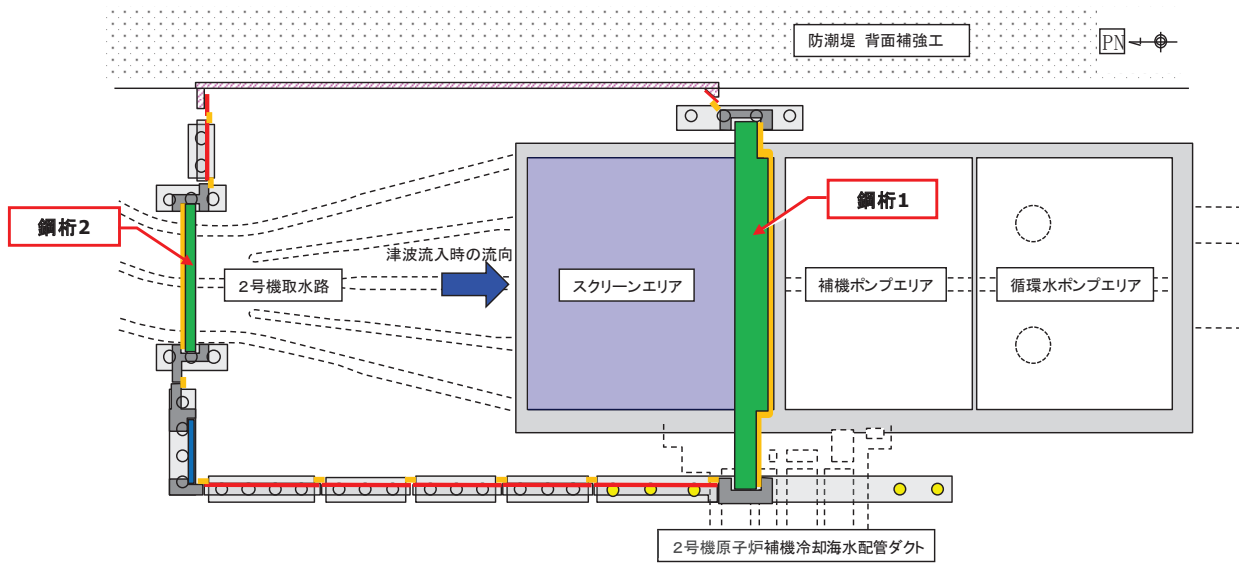 防潮堤 背面補強工
PN
鋼桁1
鋼桁2
津波流入時の流向
2号機取水路
スクリーンエリア
補機ポンプエリア
循環水ポンプエリア
2号機原子炉補機冷却海水配管ダクト